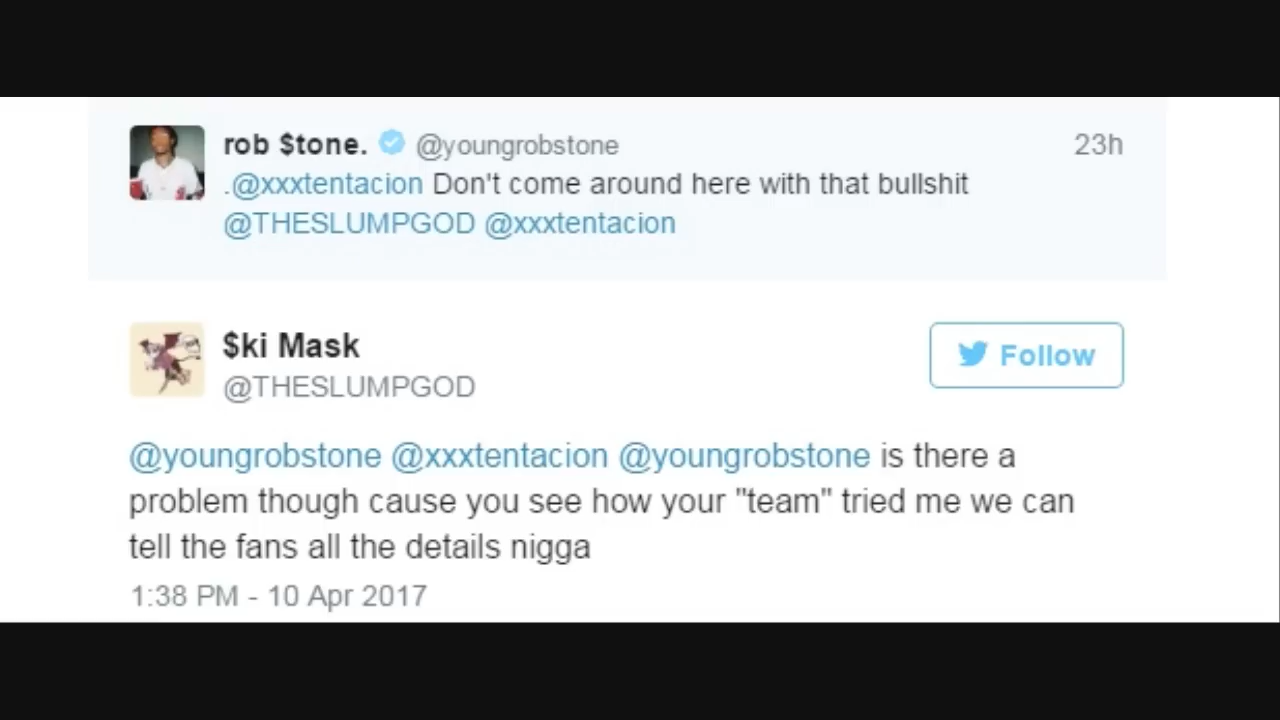 rob $tone. @youngrobstone 23h
.@xxxtentacion Don't come around here with that bullshit
@THESLUMPGOD @xxxtentacion
$ki Mask
@THESLUMPGOD
Follow
@youngrobstone @xxxtentacion @youngrobstone is there a
problem though cause you see how your "team" tried me we can
tell the fans all the details nigga
1:38 PM - 10 Apr 2017